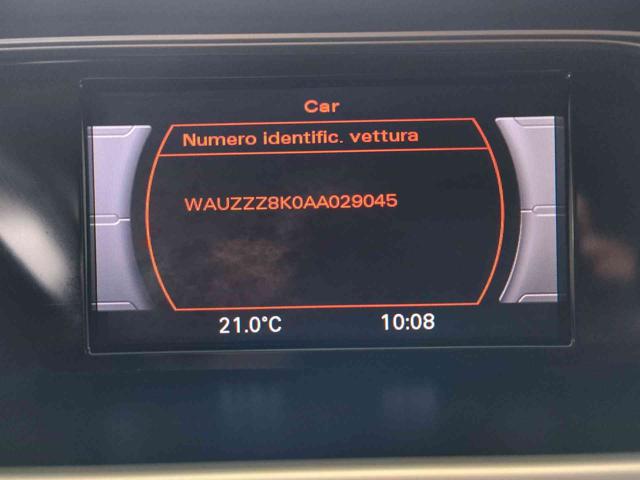 Car
Numero identific. vettura
WAUZZZ8K0AA029045
21.0°C 10:08